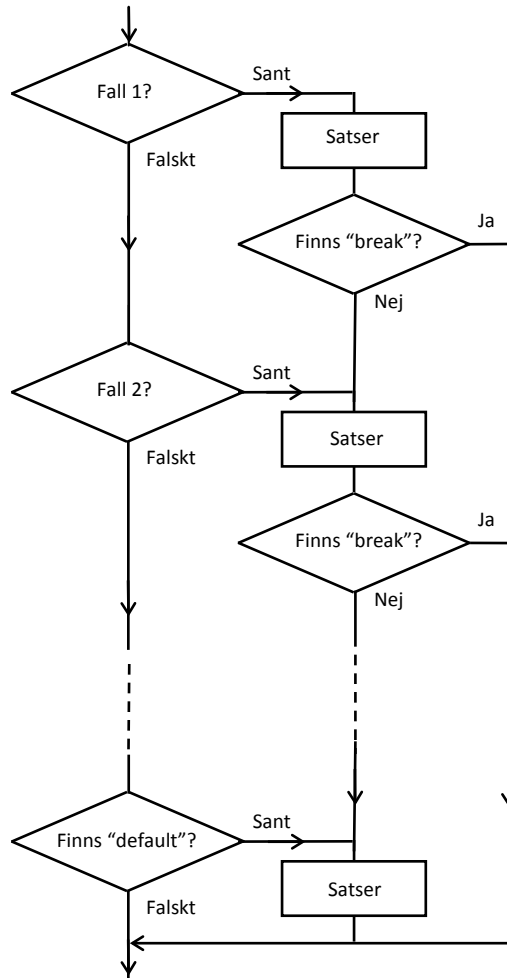 Sant
Fall 1?
Satser
Falskt
Ja
Finns “break”?
Nej
Sant
Fall 2?
Satser
Falskt
Ja
Finns “break”?
Nej
Sant
Finns “default”?
Satser
Falskt